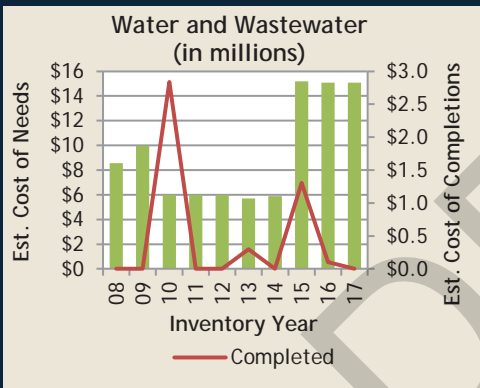 Water and Wastewater
(in millions)
Est. Cost of Needs
$16
$14
$12
$10
$8
$6
$4
$2
$0
$3.0
$2.5
$2.0
$1.5
$1.0
$0.5
$0.0
Est. Cost of Completions
08 09 10 11 12 13 14 15 16 17
Inventory Year
Completed